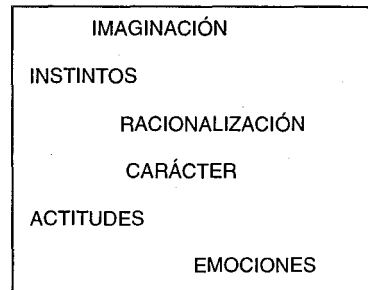 IMAGINACIÓN
INSTINTOS
RACIONALIZACIÓN
CARÁCTER
ACTITUDES
EMOCIONES